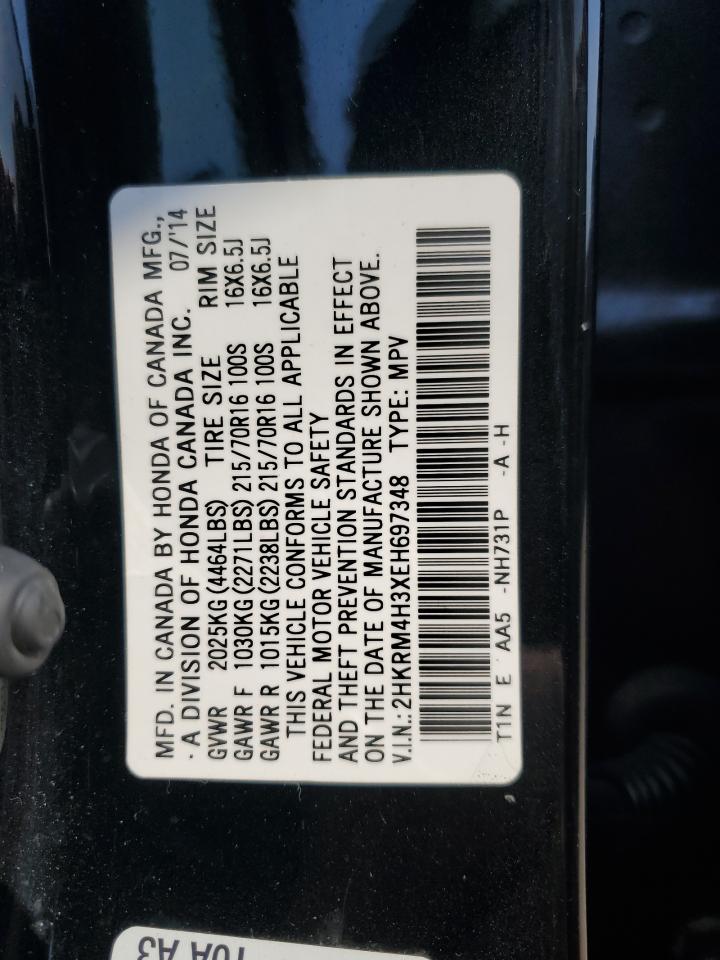 MFD. IN CANADA BY HONDA OF CANADA MFG.,
· A DIVISION OF HONDA CANADA INC. 07/'14
GVWR 2025KG(4464LBS) TIRE SIZE RIM SIZE
GAWR F 1030KG(2271LBS) 215/70R16 100S 16X6.5J
GAWR R 1015KG(2238LBS) 215/70R16 100S 16X6.5J
THIS VEHICLE CONFORMS TO ALL APPLICABLE
FEDERAL MOTOR VEHICLE SAFETY
AND THEFT PREVENTION STANDARDS IN EFFECT
ON THE DATE OF MANUFACTURE SHOWN ABOVE.
V.I.N.:2HKRM4H3XEH697348 TYPE: MPV
T1N E AA5 -NH731P -A-H